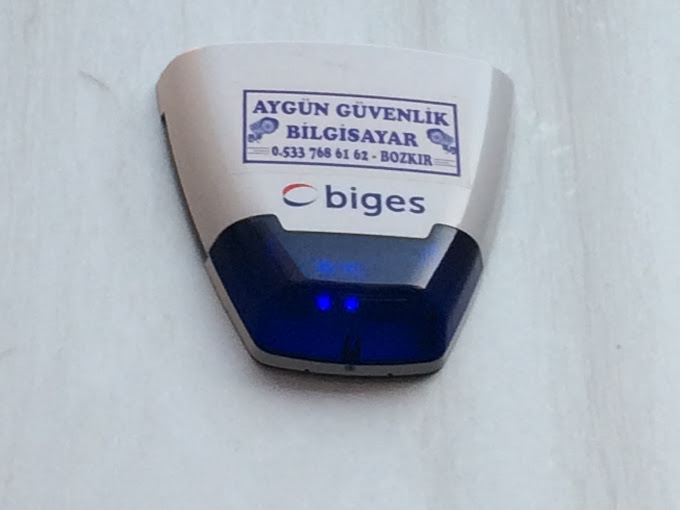 AYGÜN GÜVENLİK
BİLGİSAYAR
0.533 768 61 62 - BOZKIR
biges